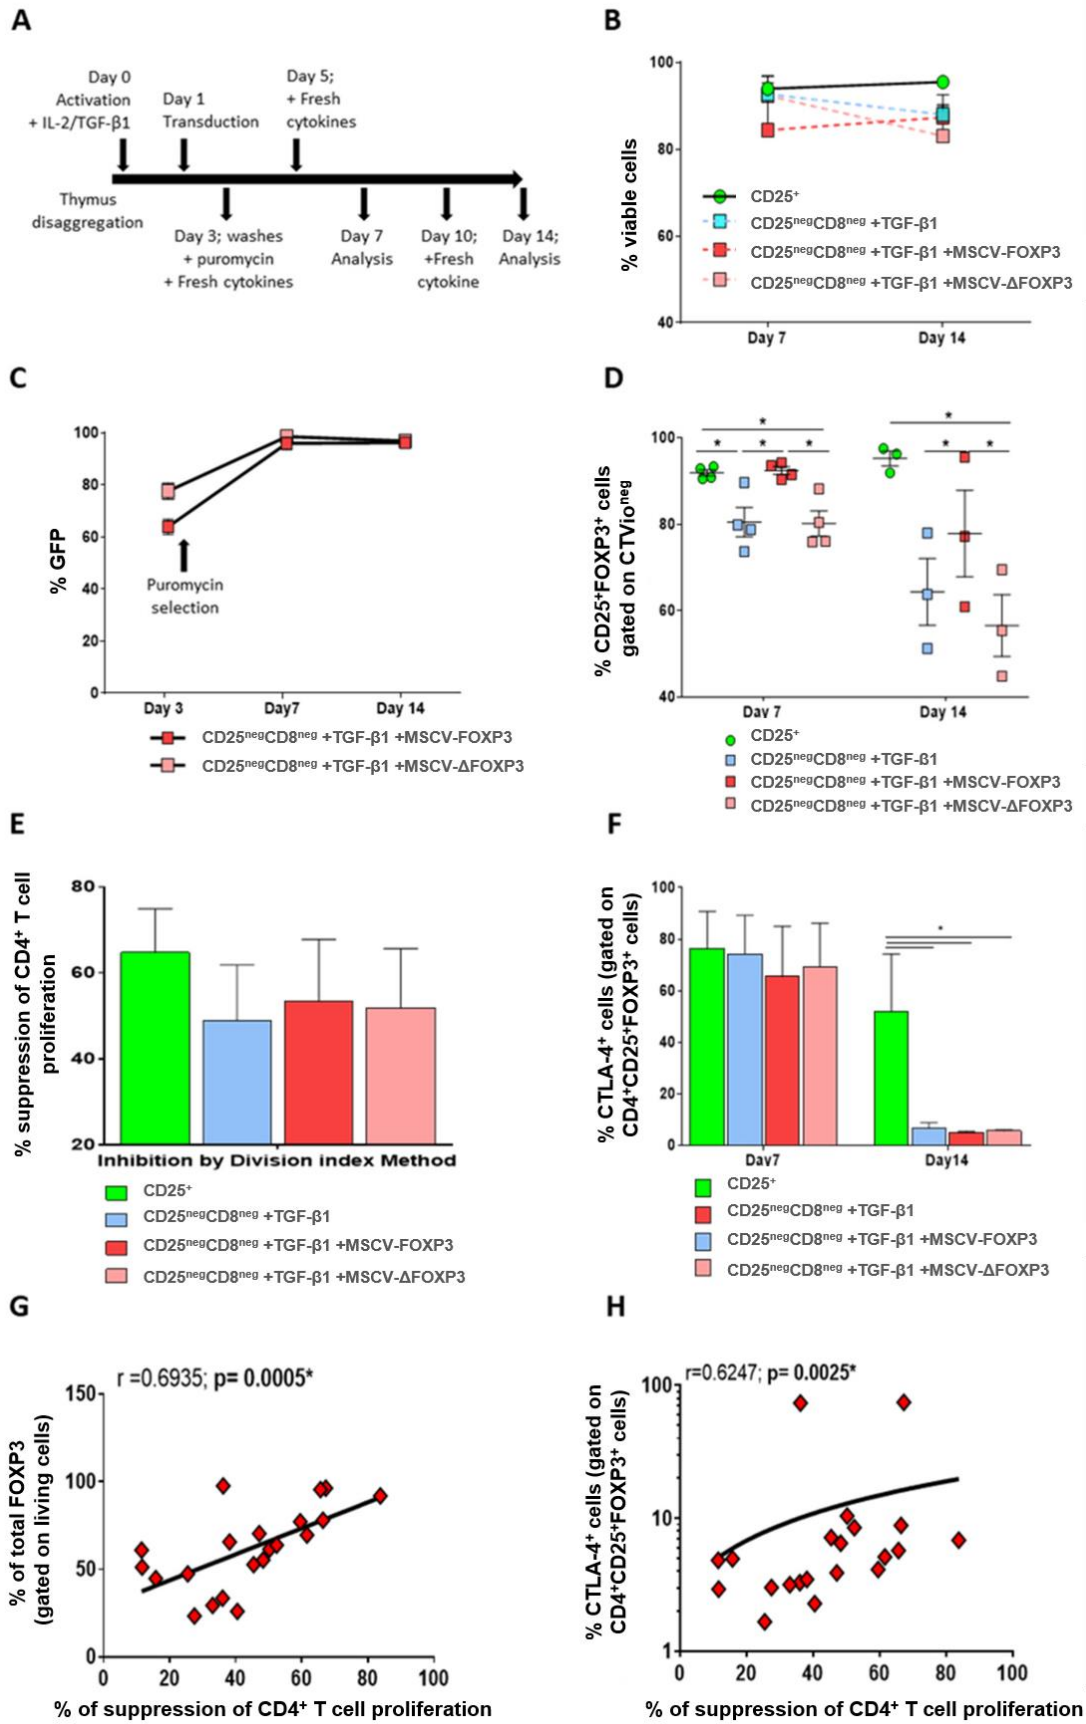 A
Day 0
Activation
+ IL-2/TGF-β1
Day 1
Transduction
Day 5;
+ Fresh
cytokines
Thymus
disaggregation
Day 3; washes
+ puromycin
+ Fresh cytokines
Day 7
Analysis
Day 10;
+Fresh
cytokine
Day 14;
Analysis
B
% viable cells
100
80
60
40
CD25⁺
CD25ⁿᵉᵍCD8ⁿᵉᵍ +TGF-β1
CD25ⁿᵉᵍCD8ⁿᵉᵍ +TGF-β1 +MSCV-FOXP3
CD25ⁿᵉᵍCD8ⁿᵉᵍ +TGF-β1 +MSCV-ΔFOXP3
Day 7
Day 14
C
% GFP
100
80
60
40
20
0
Puromycin
selection
Day 3
Day7
Day 14
CD25ⁿᵉᵍCD8ⁿᵉᵍ +TGF-β1 +MSCV-FOXP3
CD25ⁿᵉᵍCD8ⁿᵉᵍ +TGF-β1 +MSCV-ΔFOXP3
D
% CD25⁺FOXP3⁺ cells
gated on CTVioⁿᵉᵍ
100
80
60
40
* * * *
* * *
Day 7
Day 14
CD25⁺
CD25ⁿᵉᵍCD8ⁿᵉᵍ +TGF-β1
CD25ⁿᵉᵍCD8ⁿᵉᵍ +TGF-β1 +MSCV-FOXP3
CD25ⁿᵉᵍCD8ⁿᵉᵍ +TGF-β1 +MSCV-ΔFOXP3
E
% suppression of CD4⁺ T cell
proliferation
80
60
40
20
Inhibition by Division index Method
CD25⁺
CD25ⁿᵉᵍCD8ⁿᵉᵍ +TGF-β1
CD25ⁿᵉᵍCD8ⁿᵉᵍ +TGF-β1 +MSCV-FOXP3
CD25ⁿᵉᵍCD8ⁿᵉᵍ +TGF-β1 +MSCV-ΔFOXP3
F
% CTLA-4⁺ cells (gated on
CD4⁺CD25⁺FOXP3⁺ cells)
100
80
60
40
20
0
*
Day7
Day14
CD25⁺
CD25ⁿᵉᵍCD8ⁿᵉᵍ +TGF-β1
CD25ⁿᵉᵍCD8ⁿᵉᵍ +TGF-β1 +MSCV-FOXP3
CD25ⁿᵉᵍCD8ⁿᵉᵍ +TGF-β1 +MSCV-ΔFOXP3
G
r =0.6935; p= 0.0005*
% of total FOXP3
(gated on living cells)
150
100
50
0
0 20 40 60 80 100
% of suppression of CD4⁺ T cell proliferation
H
r=0.6247; p= 0.0025*
% CTLA-4⁺ cells (gated on
CD4⁺CD25⁺FOXP3⁺ cells)
100
10
1
0 20 40 60 80 100
% of suppression of CD4⁺ T cell proliferation